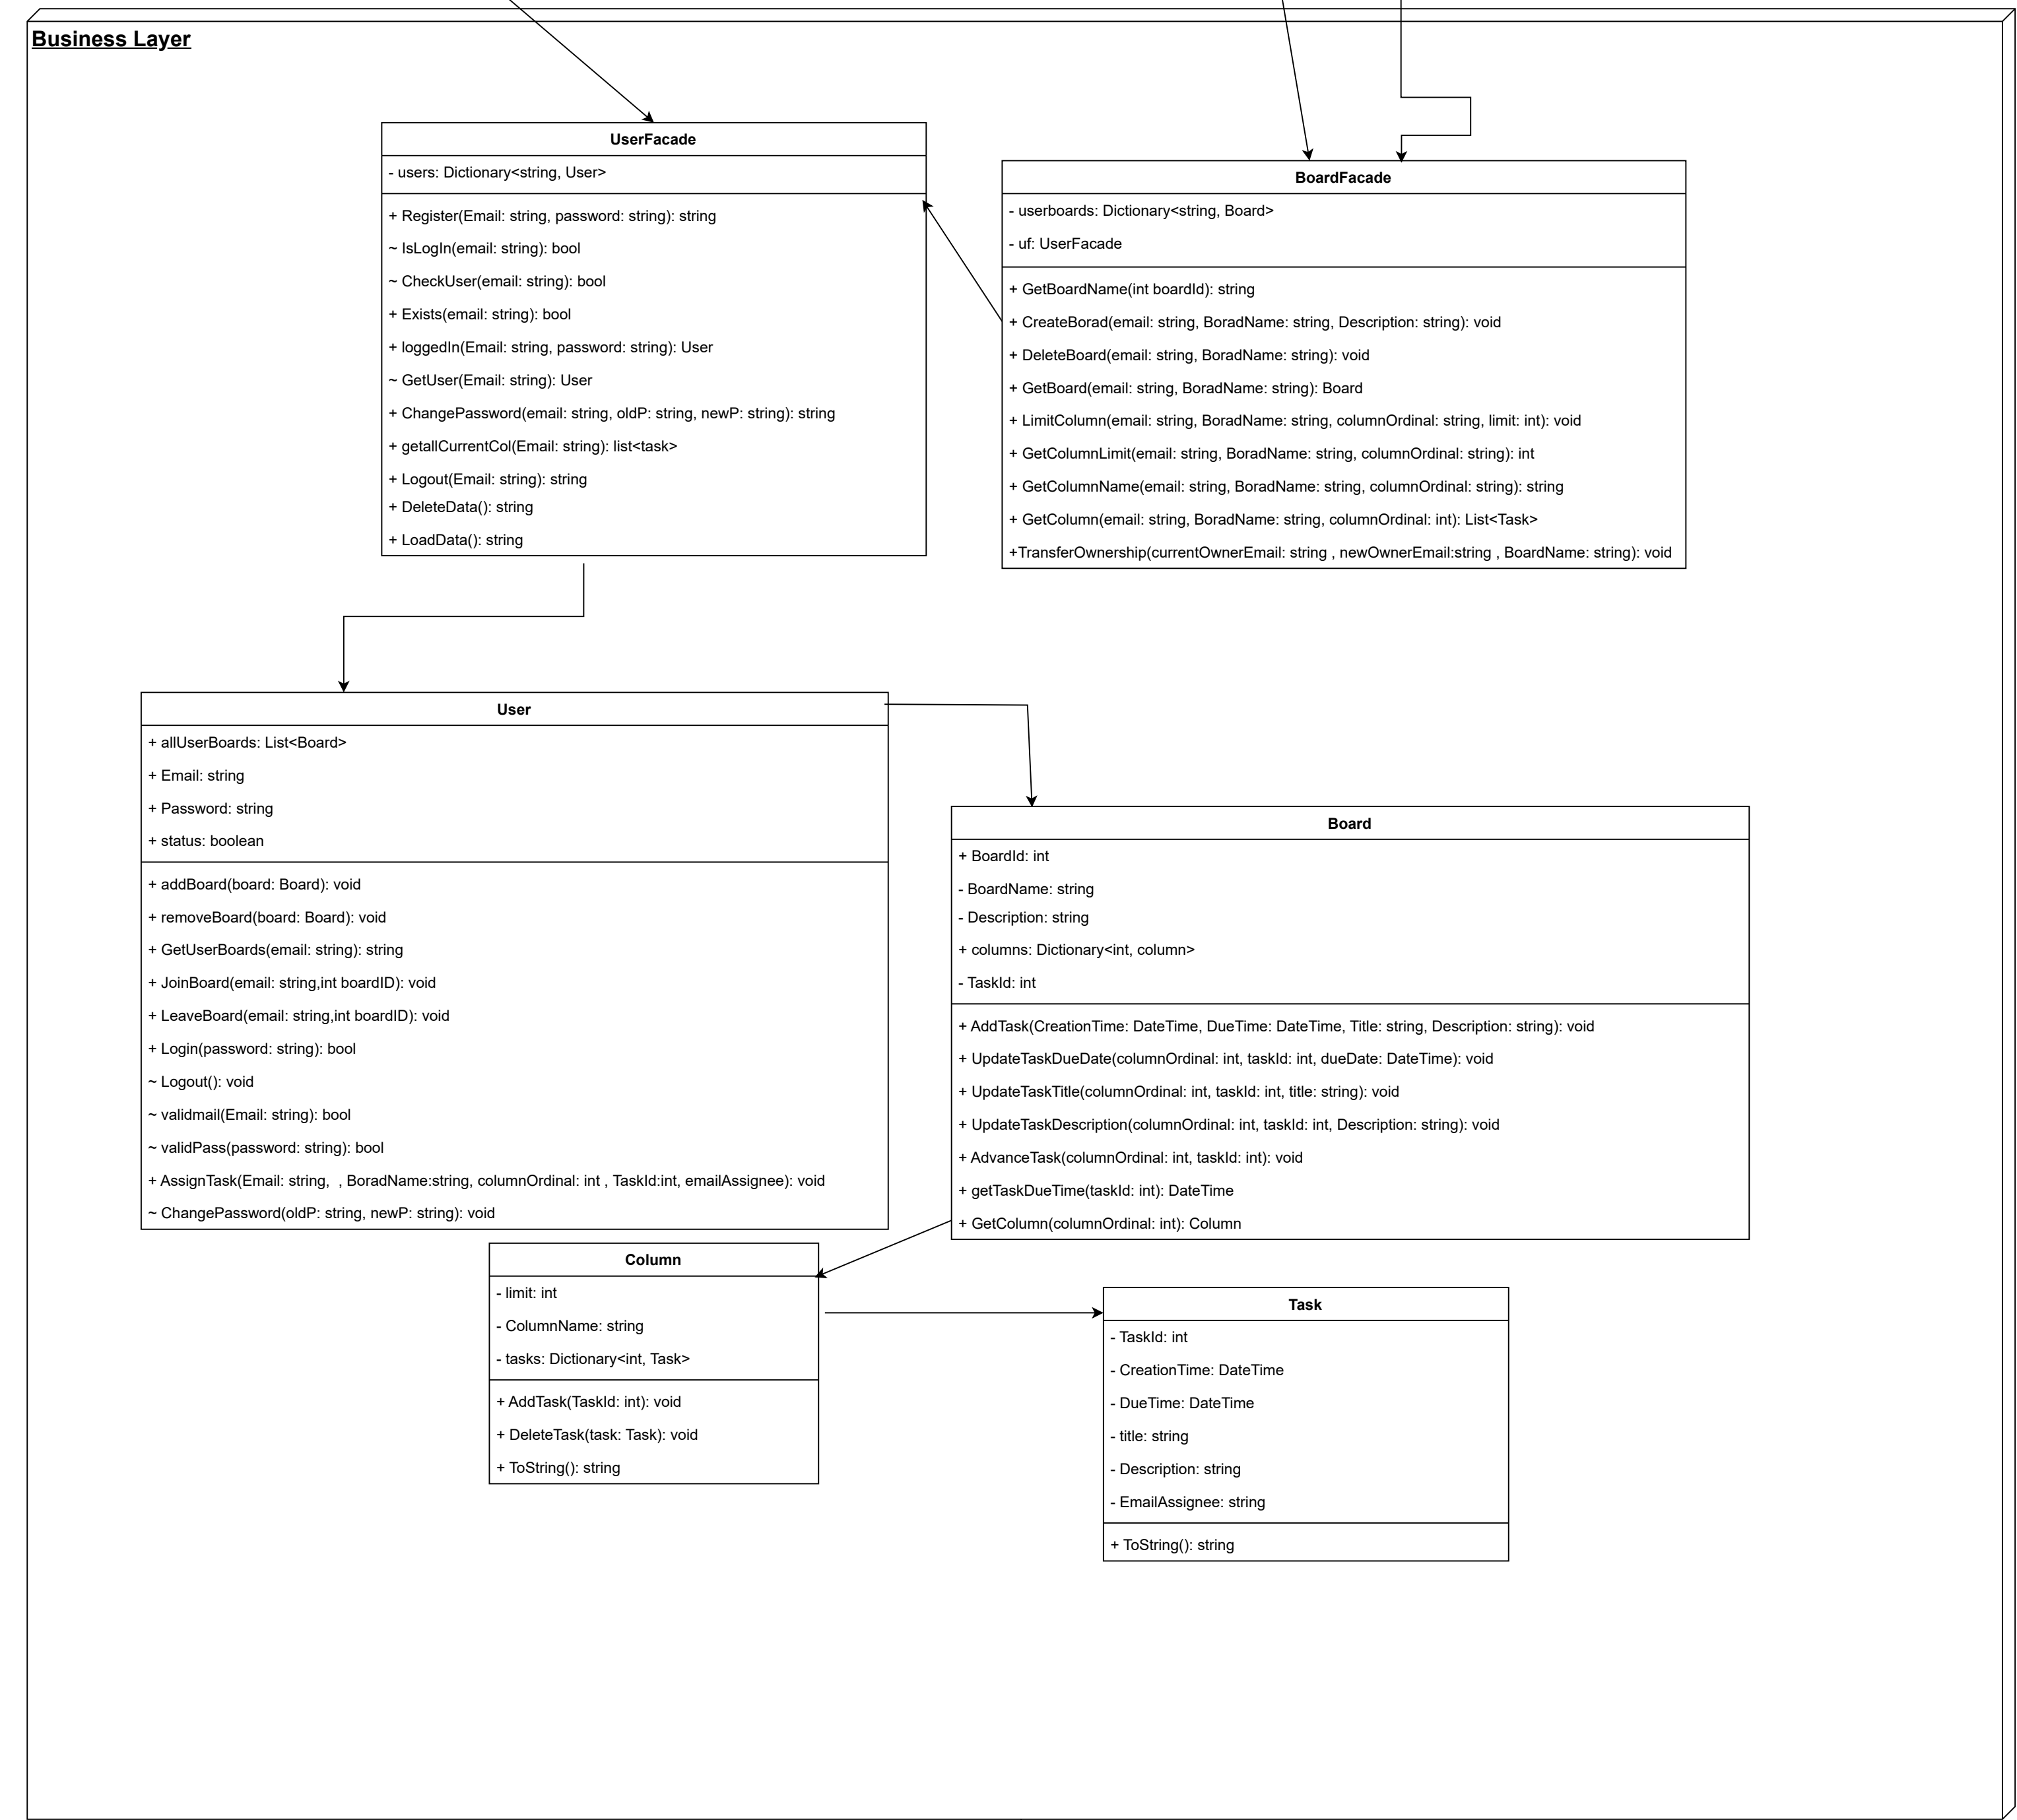 Business Layer
UserFacade
- users: Dictionary<string, User>
+ Register(Email: string, password: string): string
~ IsLogIn(email: string): bool
~ CheckUser(email: string): bool
+ Exists(email: string): bool
+ loggedIn(Email: string, password: string): User
~ GetUser(Email: string): User
+ ChangePassword(email: string, oldP: string, newP: string): string
+ getallCurrentCol(Email: string): list<task>
+ Logout(Email: string): string
+ DeleteData(): string
+ LoadData(): string
BoardFacade
- userboards: Dictionary<string, Board>
- uf: UserFacade
+ GetBoardName(int boardId): string
+ CreateBorad(email: string, BoradName: string, Description: string): void
+ DeleteBoard(email: string, BoradName: string): void
+ GetBoard(email: string, BoradName: string): Board
+ LimitColumn(email: string, BoradName: string, columnOrdinal: string, limit: int): void
+ GetColumnLimit(email: string, BoradName: string, columnOrdinal: string): int
+ GetColumnName(email: string, BoradName: string, columnOrdinal: string): string
+ GetColumn(email: string, BoradName: string, columnOrdinal: int): List<Task>
+TransferOwnership(currentOwnerEmail: string , newOwnerEmail:string , BoardName: string): void
User
+ allUserBoards: List<Board>
+ Email: string
+ Password: string
+ status: boolean
+ addBoard(board: Board): void
+ removeBoard(board: Board): void
+ GetUserBoards(email: string): string
+ JoinBoard(email: string,int boardID): void
+ LeaveBoard(email: string,int boardID): void
+ Login(password: string): bool
~ Logout(): void
~ validmail(Email: string): bool
~ validPass(password: string): bool
+ AssignTask(Email: string,  , BoradName:string, columnOrdinal: int , TaskId:int, emailAssignee): void
~ ChangePassword(oldP: string, newP: string): void
Board
+ BoardId: int
- BoardName: string
- Description: string
+ columns: Dictionary<int, column>
- TaskId: int
+ AddTask(CreationTime: DateTime, DueTime: DateTime, Title: string, Description: string): void
+ UpdateTaskDueDate(columnOrdinal: int, taskId: int, dueDate: DateTime): void
+ UpdateTaskTitle(columnOrdinal: int, taskId: int, title: string): void
+ UpdateTaskDescription(columnOrdinal: int, taskId: int, Description: string): void
+ AdvanceTask(columnOrdinal: int, taskId: int): void
+ getTaskDueTime(taskId: int): DateTime
+ GetColumn(columnOrdinal: int): Column
Column
- limit: int
- ColumnName: string
- tasks: Dictionary<int, Task>
+ AddTask(TaskId: int): void
+ DeleteTask(task: Task): void
+ ToString(): string
Task
- TaskId: int
- CreationTime: DateTime
- DueTime: DateTime
- title: string
- Description: string
- EmailAssignee: string
+ ToString(): string